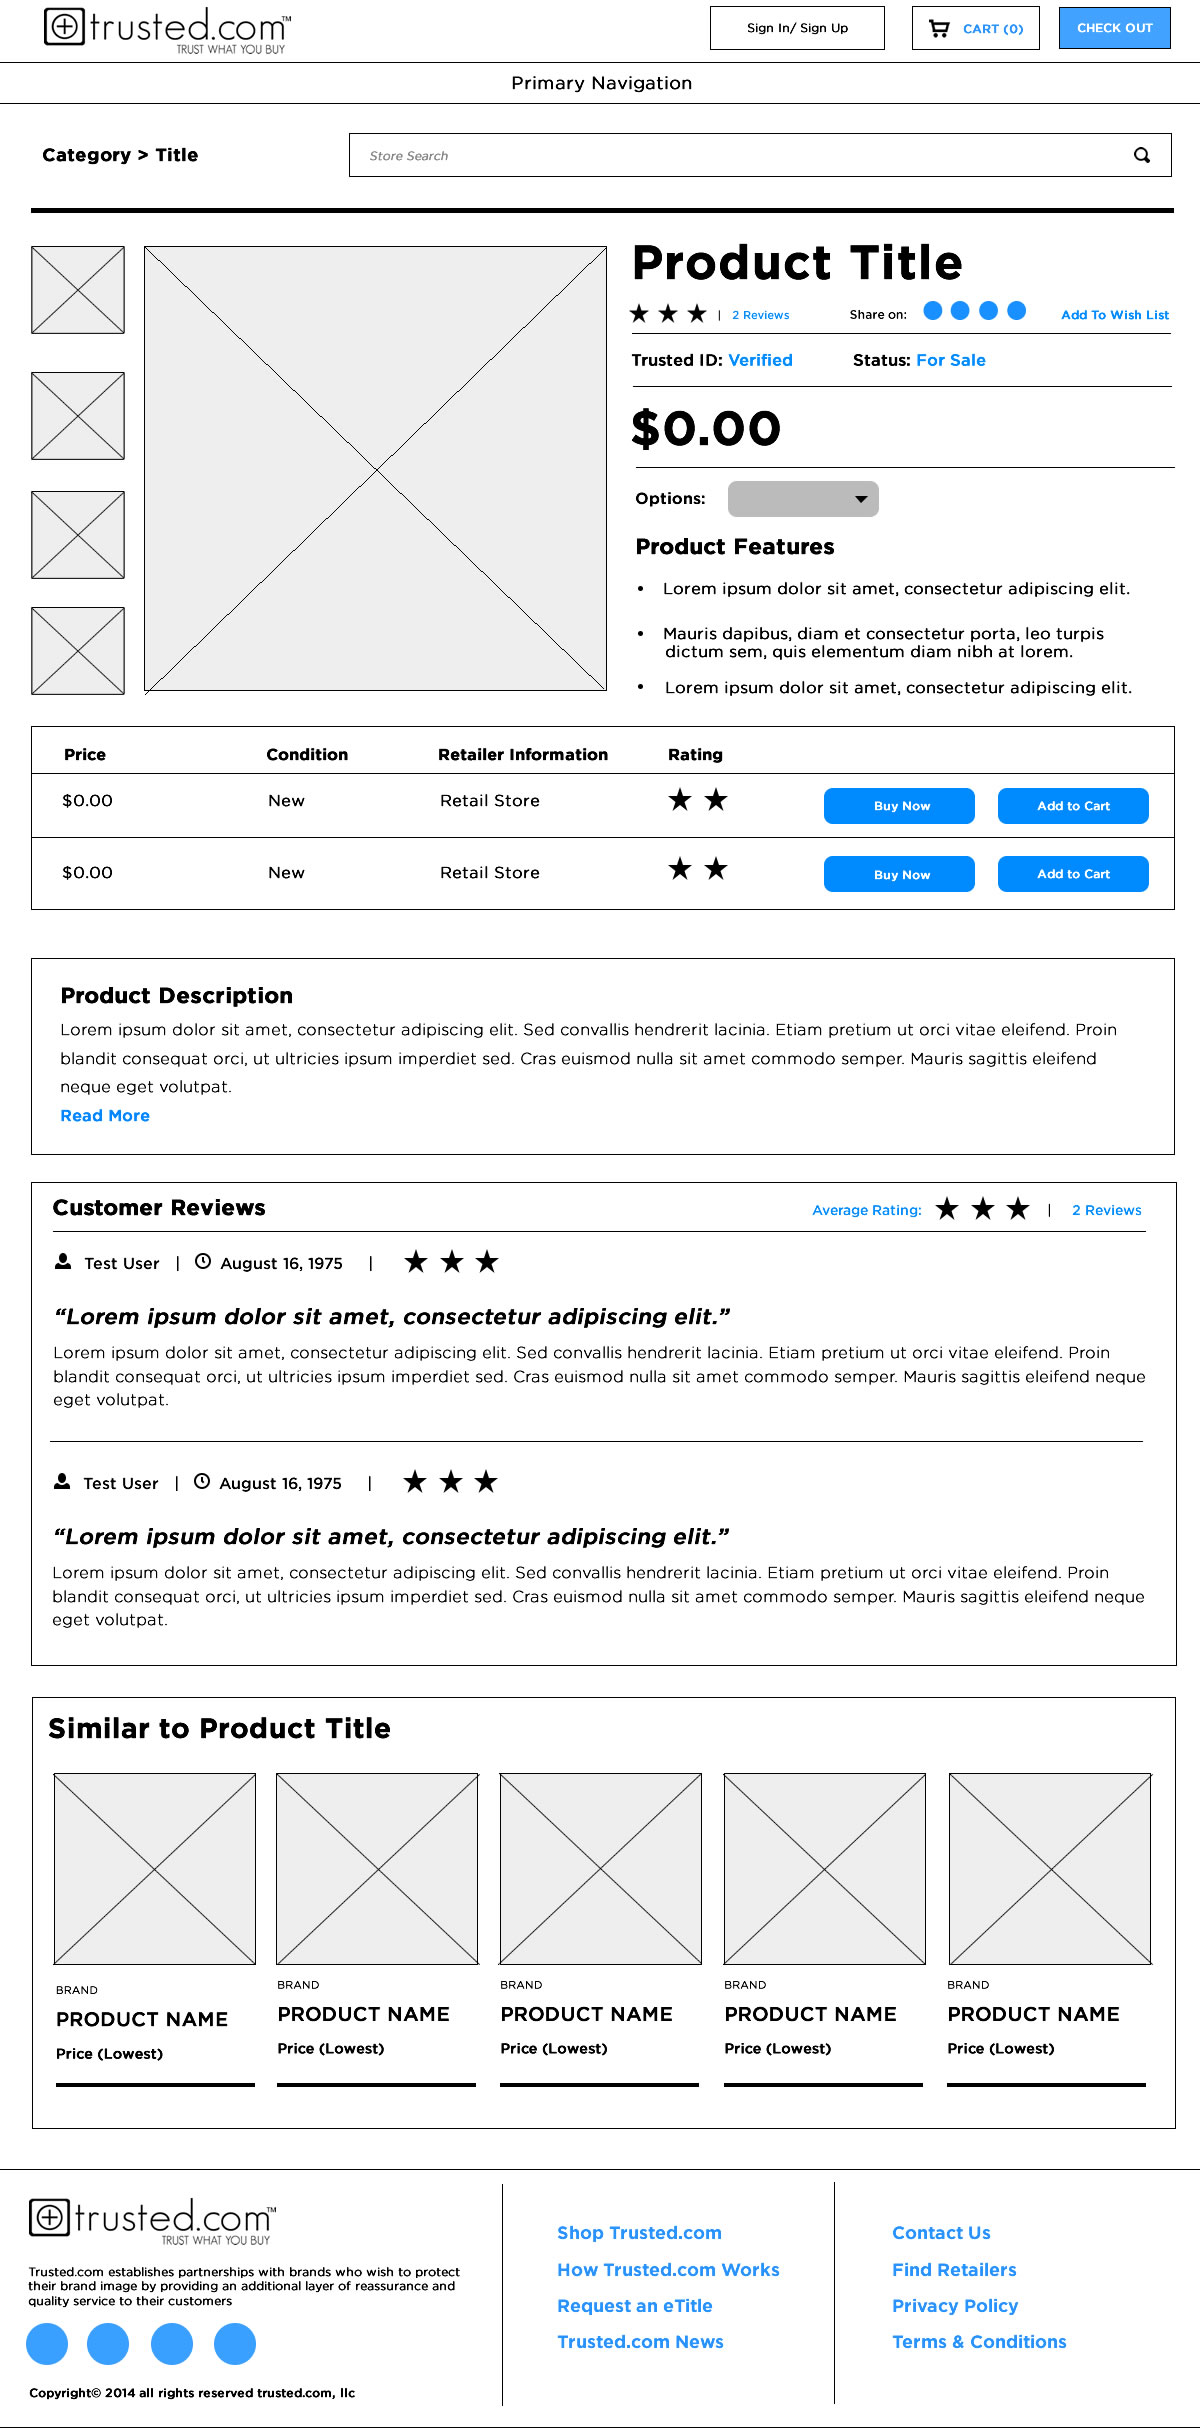 trusted.com™
TRUST WHAT YOU BUY
Sign In/ Sign Up
CART (0)
CHECK OUT
Primary Navigation
Category > Title
Store Search
Product Title
| 2 Reviews
Share on:
Add To Wish List
Trusted ID: Verified
Status: For Sale
$0.00
Options:
Product Features
• Lorem ipsum dolor sit amet, consectetur adipiscing elit.
• Mauris dapibus, diam et consectetur porta, leo turpis
dictum sem, quis elementum diam nibh at lorem.
• Lorem ipsum dolor sit amet, consectetur adipiscing elit.
Price Condition Retailer Information Rating
$0.00 New Retail Store Buy Now Add to Cart
$0.00 New Retail Store Buy Now Add to Cart
Product Description
Lorem ipsum dolor sit amet, consectetur adipiscing elit. Sed convallis hendrerit lacinia. Etiam pretium ut orci vitae eleifend. Proin
blandit consequat orci, ut ultricies ipsum imperdiet sed. Cras euismod nulla sit amet commodo semper. Mauris sagittis eleifend
neque eget volutpat.
Read More
Customer Reviews
Average Rating: | 2 Reviews
Test User | August 16, 1975 |
“Lorem ipsum dolor sit amet, consectetur adipiscing elit.”
Lorem ipsum dolor sit amet, consectetur adipiscing elit. Sed convallis hendrerit lacinia. Etiam pretium ut orci vitae eleifend. Proin
blandit consequat orci, ut ultricies ipsum imperdiet sed. Cras euismod nulla sit amet commodo semper. Mauris sagittis eleifend neque
eget volutpat.
Test User | August 16, 1975 |
“Lorem ipsum dolor sit amet, consectetur adipiscing elit.”
Lorem ipsum dolor sit amet, consectetur adipiscing elit. Sed convallis hendrerit lacinia. Etiam pretium ut orci vitae eleifend. Proin
blandit consequat orci, ut ultricies ipsum imperdiet sed. Cras euismod nulla sit amet commodo semper. Mauris sagittis eleifend neque
eget volutpat.
Similar to Product Title
BRAND
PRODUCT NAME
Price (Lowest)
BRAND
PRODUCT NAME
Price (Lowest)
BRAND
PRODUCT NAME
Price (Lowest)
BRAND
PRODUCT NAME
Price (Lowest)
BRAND
PRODUCT NAME
Price (Lowest)
trusted.com™
TRUST WHAT YOU BUY
Trusted.com establishes partnerships with brands who wish to protect
their brand image by providing an additional layer of reassurance and
quality service to their customers
Copyright© 2014 all rights reserved trusted.com, llc
Shop Trusted.com
How Trusted.com Works
Request an eTitle
Trusted.com News
Contact Us
Find Retailers
Privacy Policy
Terms & Conditions